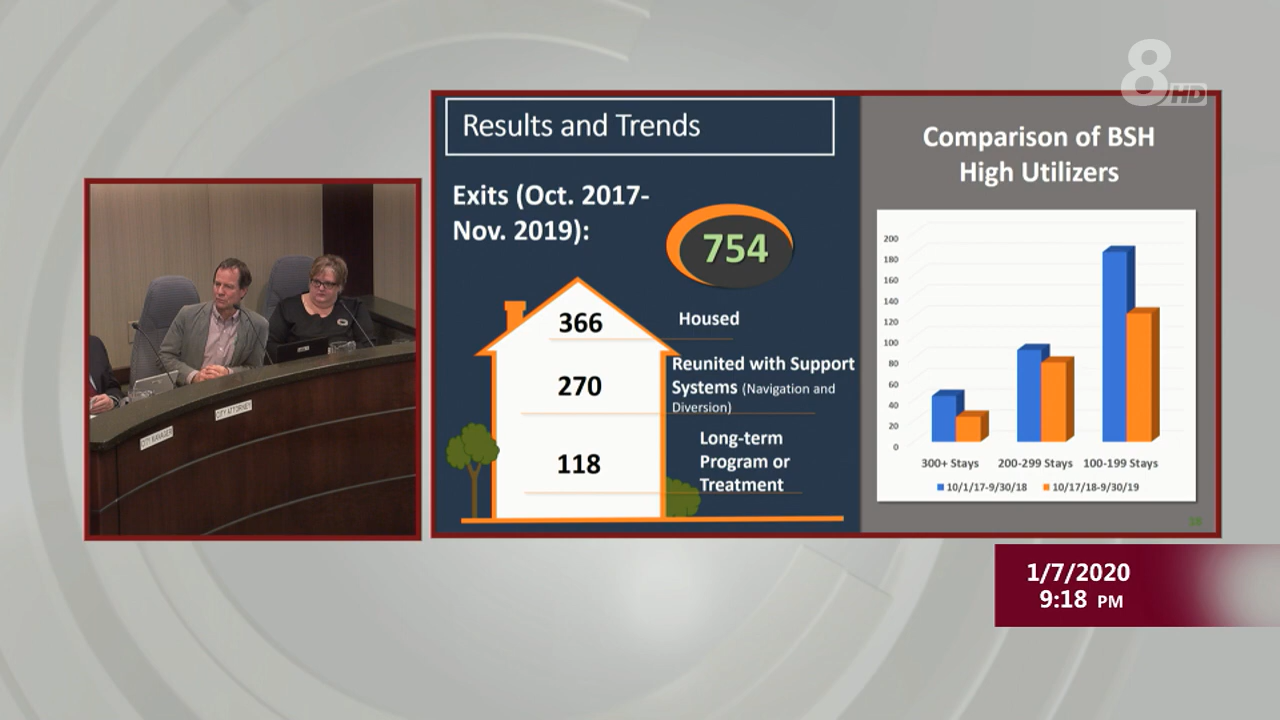 8HD
Results and Trends
Exits (Oct. 2017-
Nov. 2019):
754
366
Housed
270
Reunited with Support
Systems (Navigation and
Diversion)
118
Long-term
Program or
Treatment
Comparison of BSH
High Utilizers
200
180
160
140
120
100
80
60
40
20
0
300+ Stays
200-299 Stays
100-199 Stays
10/1/17-9/30/18
10/17/18-9/30/19
18
CITY MANAGER
CITY ATTORNEY
1/7/2020
9:18 PM